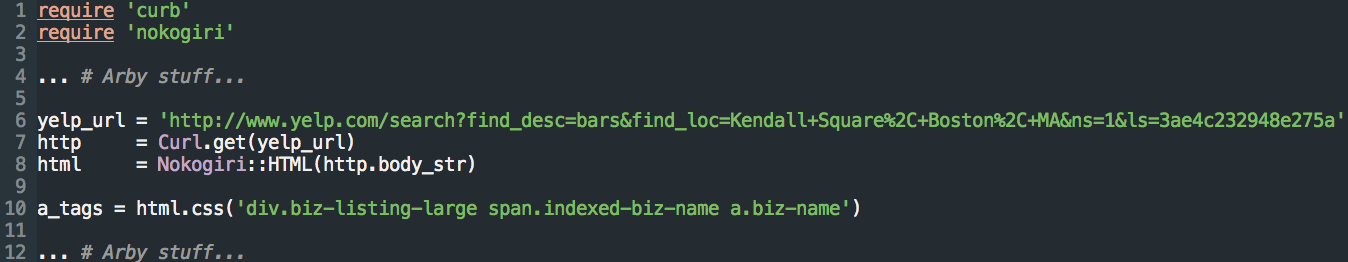 1 require 'curb'
2 require 'nokogiri'
3
4 ... # Arby stuff...
5
6 yelp_url = 'http://www.yelp.com/search?find_desc=bars&find_loc=Kendall+Square%2C+Boston%2C+MA&ns=1&ls=3ae4c232948e275a'
7 http     = Curl.get(yelp_url)
8 html     = Nokogiri::HTML(http.body_str)
9
10 a_tags = html.css('div.biz-listing-large span.indexed-biz-name a.biz-name')
11
12 ... # Arby stuff...